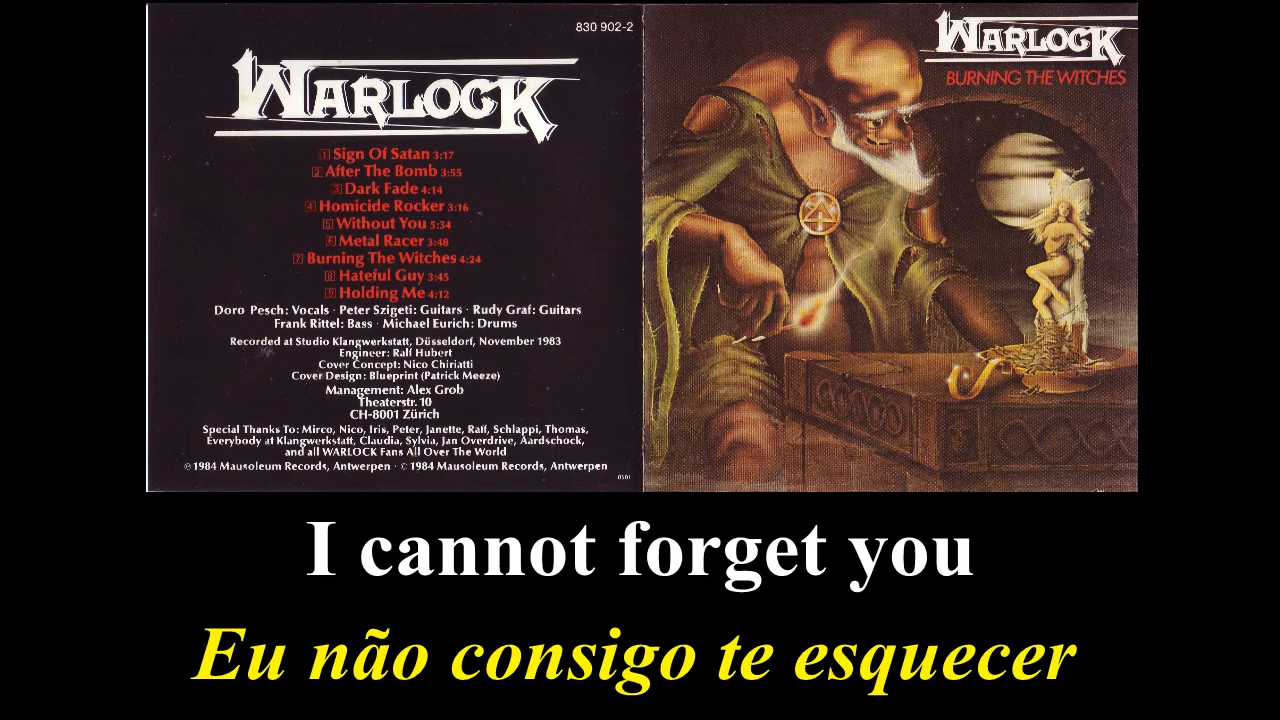 830 902-2
WARLOCK
1 Sign Of Satan 3:17
2 After The Bomb 3:55
3 Dark Fade 4:14
4 Homicide Rocker 3:16
5 Without You 5:34
6 Metal Racer 3:48
7 Burning The Witches 4:24
8 Hateful Guy 3:45
9 Holding Me 4:12
Doro Pesch: Vocals · Peter Szigeti: Guitars · Rudy Graf: Guitars
Frank Rittel: Bass · Michael Eurich: Drums
Recorded at Studio Klangwerkstatt, Düsseldorf, November 1983
Engineer: Ralf Hubert
Cover Concept: Nico Chiriatti
Cover Design: Blueprint (Patrick Meeze)
Management: Alex Grob
Theaterstr. 10
CH-8001 Zürich
Special Thanks To: Mirco, Nico, Iris, Peter, Janette, Ralf, Schlappi, Thomas,
Everybody at Klangwerkstatt, Claudia, Sylvia, Jan Overdrive, Aardschock,
and all WARLOCK Fans All Over The World
℗ 1984 Mausoleum Records, Antwerpen · © 1984 Mausoleum Records, Antwerpen
WARLOCK
BURNING THE WITCHES
I cannot forget you
Eu não consigo te esquecer